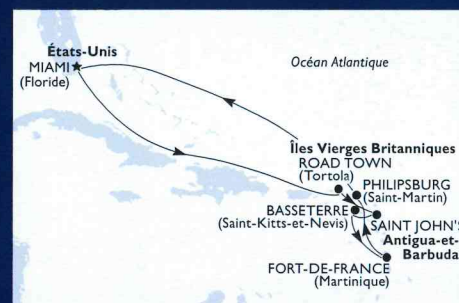 États-Unis
MIAMI
(Floride)
Océan Atlantique
Îles Vierges Britanniques
ROAD TOWN
(Tortola)
PHILIPSBURG
(Saint-Martin)
BASSETERRE
(Saint-Kitts-et-Nevis)
SAINT JOHN'S
Antigua-et-
Barbuda
FORT-DE-FRANCE
(Martinique)